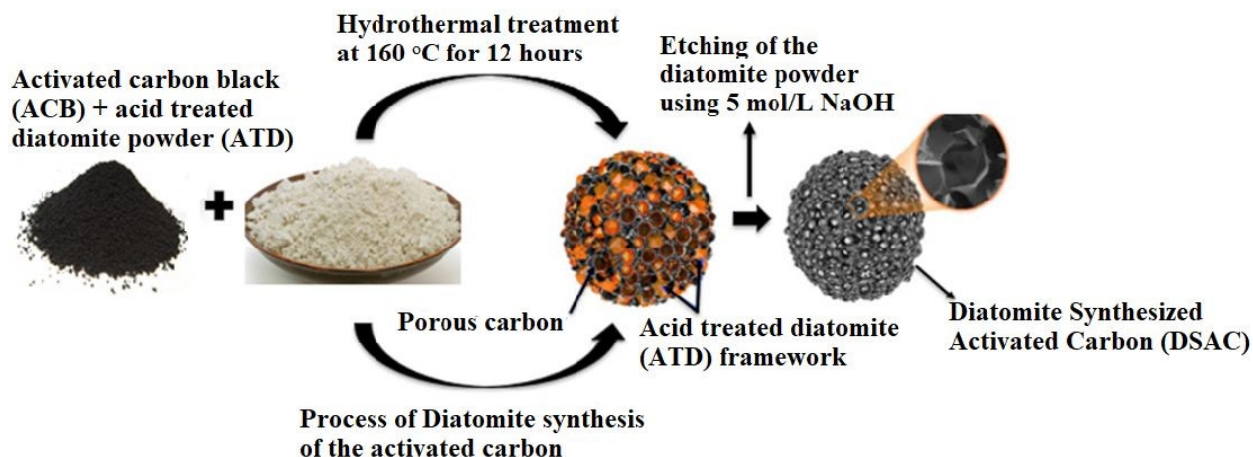 Hydrothermal treatment
at 160 °C for 12 hours
Etching of the
diatomite powder
using 5 mol/L NaOH
Activated carbon black
(ACB) + acid treated
diatomite powder (ATD)
Porous carbon
Acid treated diatomite
(ATD) framework
Diatomite Synthesized
Activated Carbon (DSAC)
Process of Diatomite synthesis
of the activated carbon